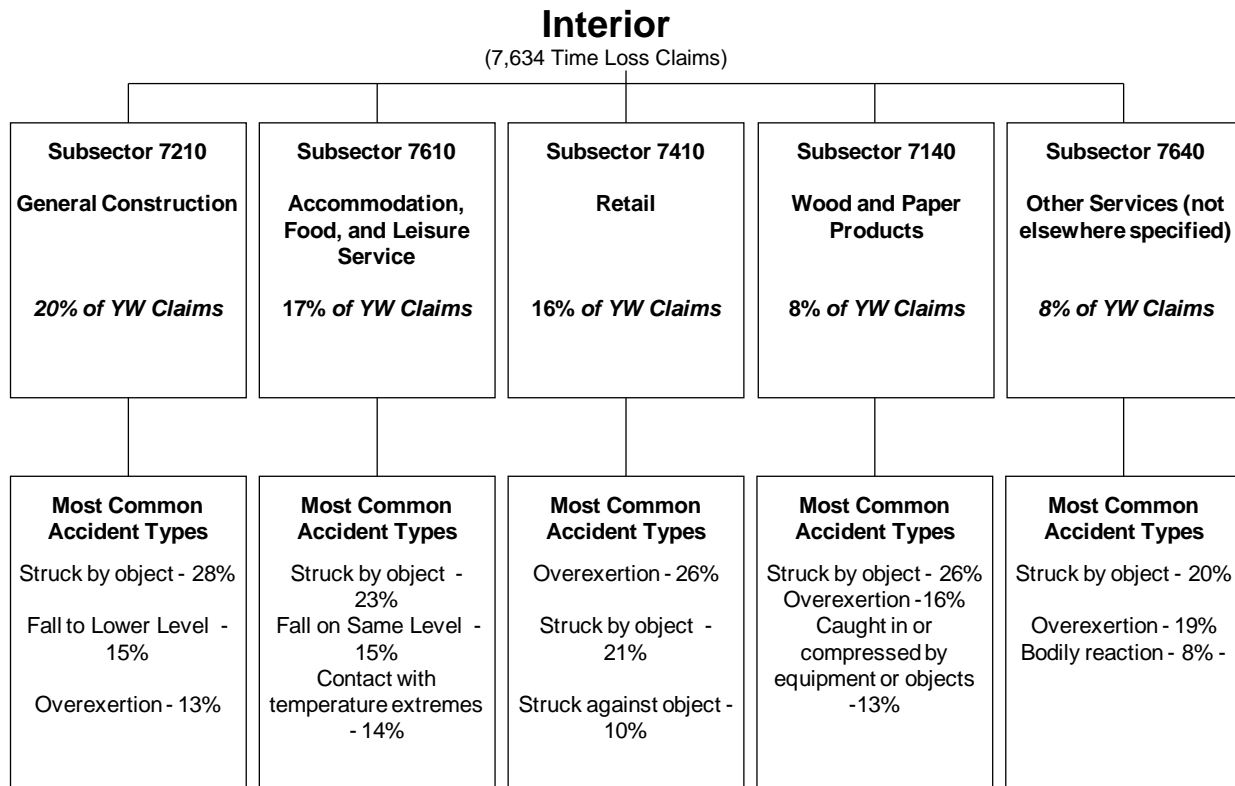 Interior
(7,634 Time Loss Claims)
Subsector 7210
General Construction
20% of YW Claims
Subsector 7610
Accommodation,
Food, and Leisure
Service
17% of YW Claims
Subsector 7410
Retail
16% of YW Claims
Subsector 7140
Wood and Paper
Products
8% of YW Claims
Subsector 7640
Other Services (not
elsewhere specified)
8% of YW Claims
Most Common
Accident Types
Struck by object - 28%
Fall to Lower Level -
15%
Overexertion - 13%
Most Common
Accident Types
Struck by object -
23%
Fall on Same Level -
15%
Contact with
temperature extremes
- 14%
Most Common
Accident Types
Overexertion - 26%
Struck by object -
21%
Struck against object -
10%
Most Common
Accident Types
Struck by object - 26%
Overexertion -16%
Caught in or
compressed by
equipment or objects
-13%
Most Common
Accident Types
Struck by object - 20%
Overexertion - 19%
Bodily reaction - 8% -